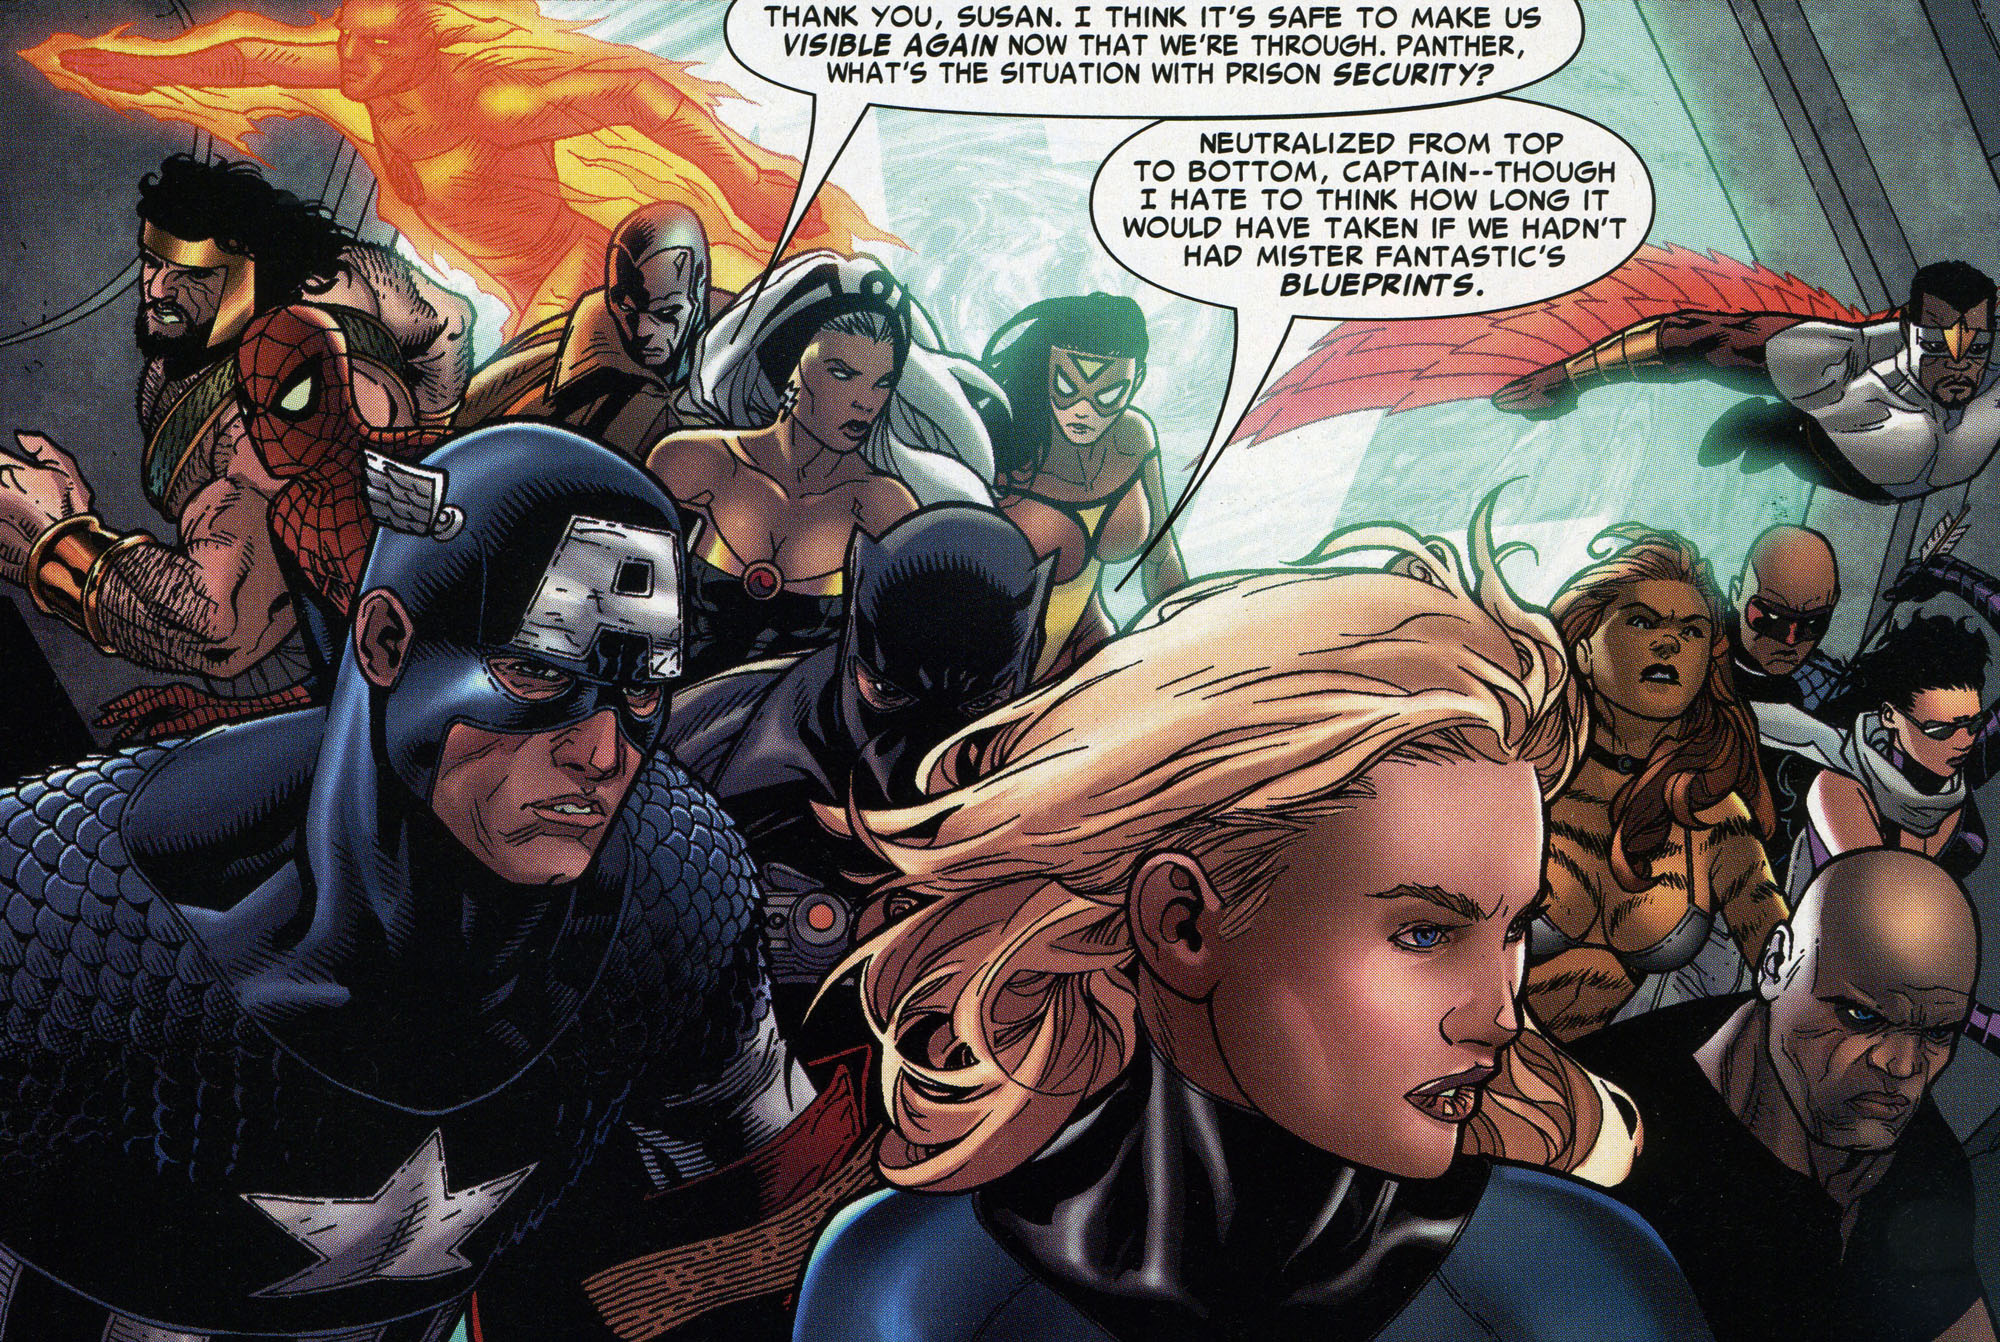 THANK YOU, SUSAN. I THINK IT'S SAFE TO MAKE US
VISIBLE AGAIN NOW THAT WE'RE THROUGH. PANTHER,
WHAT'S THE SITUATION WITH PRISON SECURITY?
NEUTRALIZED FROM TOP
TO BOTTOM, CAPTAIN--THOUGH
I HATE TO THINK HOW LONG IT
WOULD HAVE TAKEN IF WE HADN'T
HAD MISTER FANTASTIC'S
BLUEPRINTS.
A